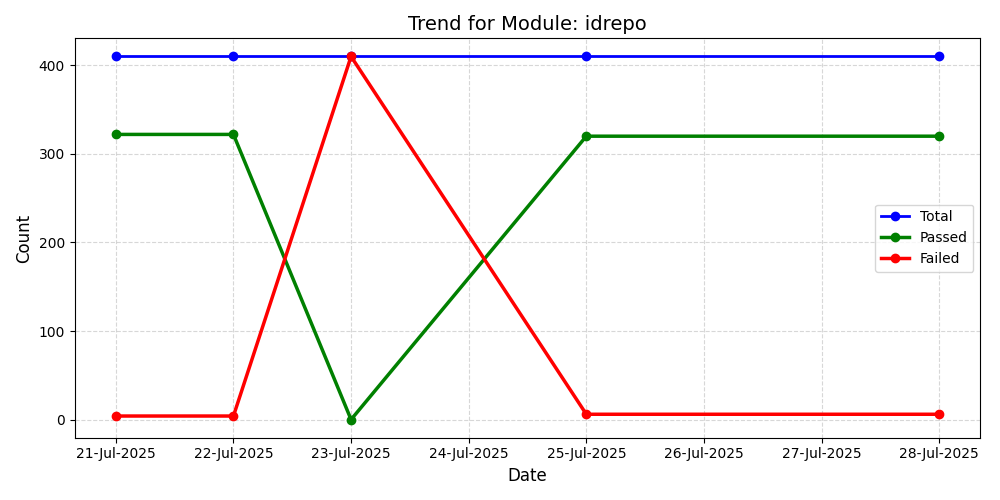 Trend for Module: idrepo
Count
400
300
200
100
0
Total
Passed
Failed
21-Jul-2025 22-Jul-2025 23-Jul-2025 24-Jul-2025 25-Jul-2025 26-Jul-2025 27-Jul-2025 28-Jul-2025
Date